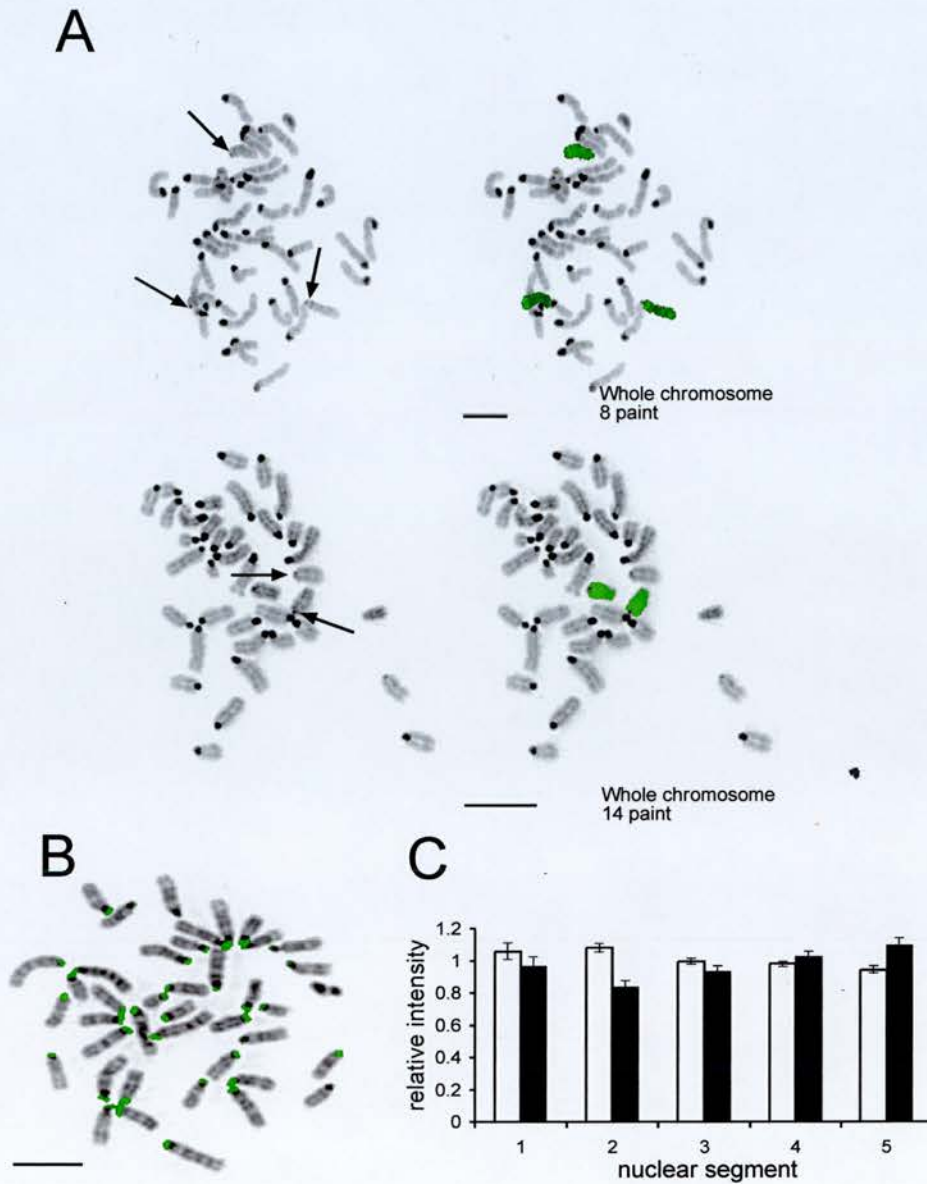 A
Whole chromosome
8 paint
Whole chromosome
14 paint
B
C
relative intensity
1.2
1
0.8
0.6
0.4
0.2
0
1 2 3 4 5
nuclear segment